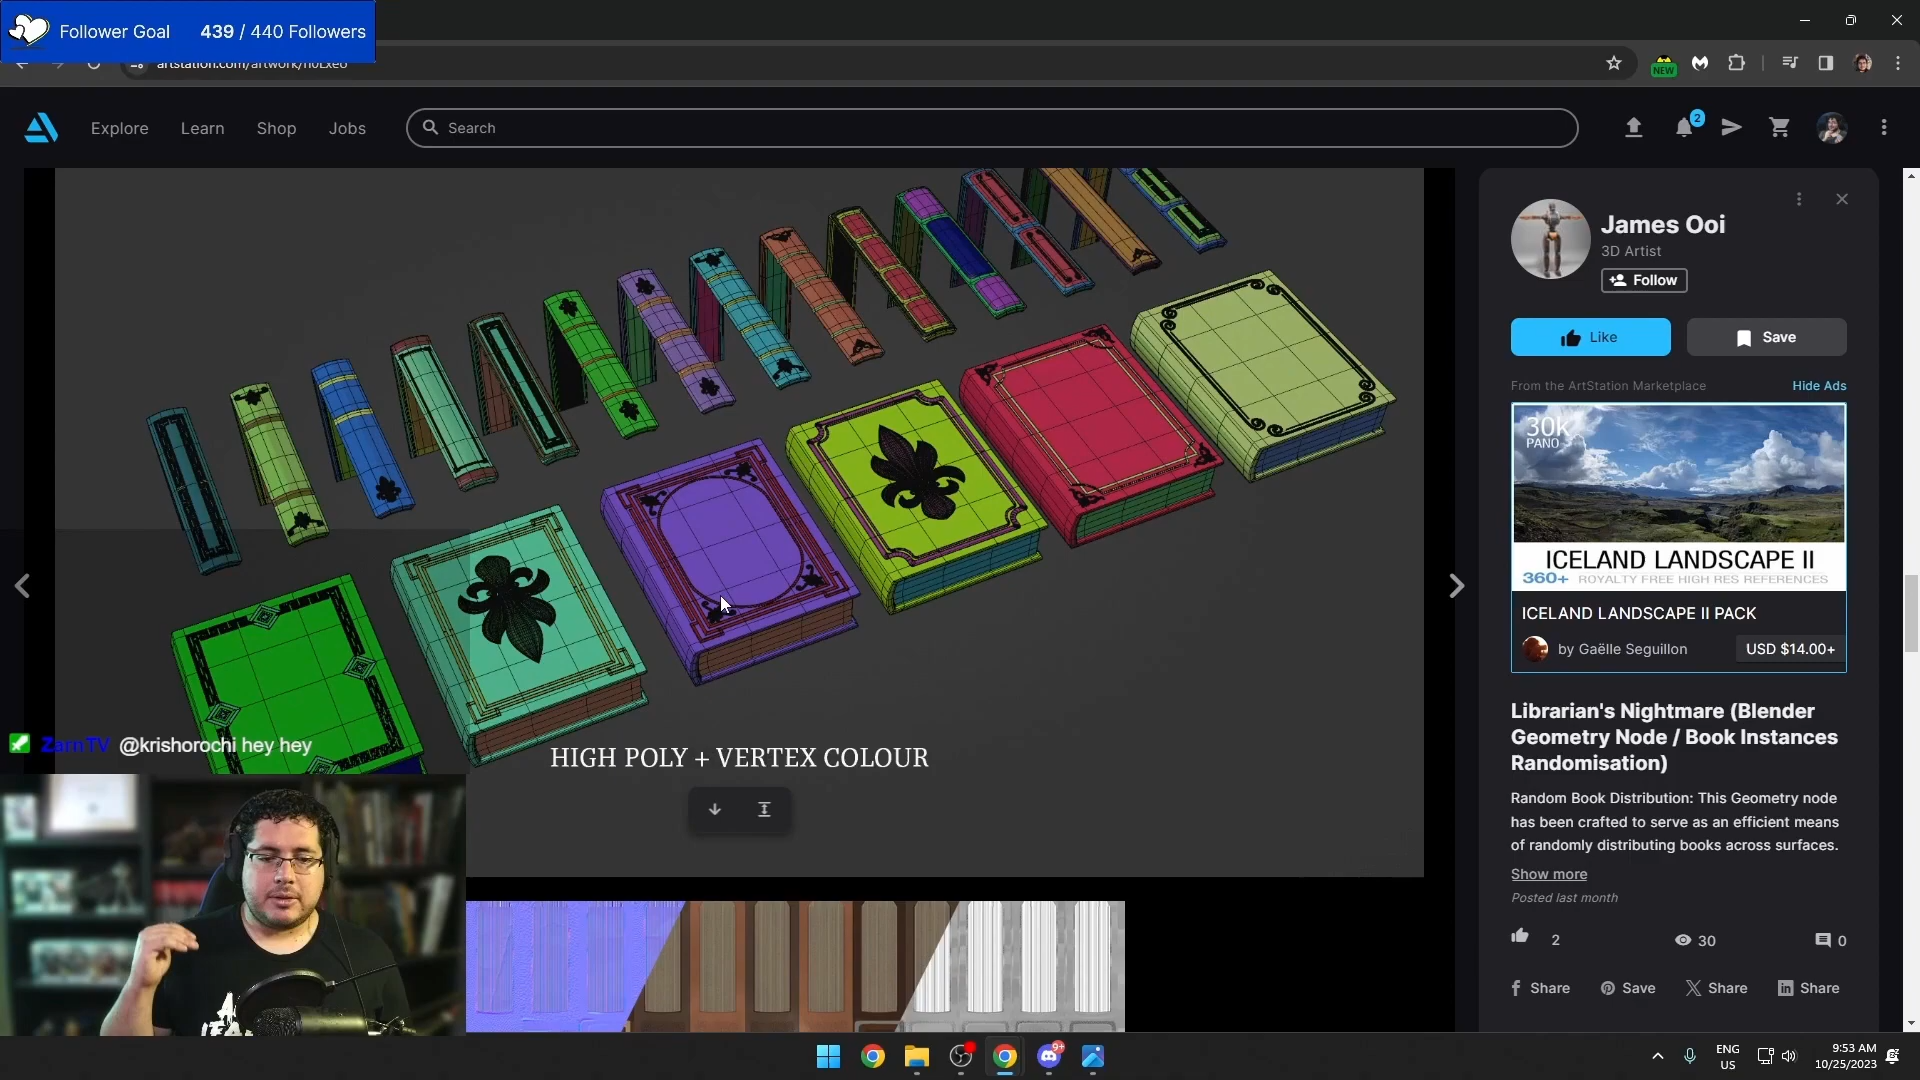 Follower Goal 439 / 440 Followers
Explore
Learn
Shop
Jobs
Search
NEW
2
James Ooi
3D Artist
Follow
Like
Save
From the ArtStation Marketplace
Hide Ads
30K
PANO
ICELAND LANDSCAPE II
360+ ROYALTY FREE HIGH RES REFERENCES
ICELAND LANDSCAPE II PACK
by Gaëlle Seguillon
USD $14.00+
HIGH POLY + VERTEX COLOUR
ZarnTV @krishorochi hey hey
Librarian's Nightmare (Blender
Geometry Node / Book Instances
Randomisation)
Random Book Distribution: This Geometry node
has been crafted to serve as an efficient means
of randomly distributing books across surfaces.
Show more
Posted last month
2
30
0
Share
Save
Share
Share
9+
ENG
US
9:53 AM
10/25/2023